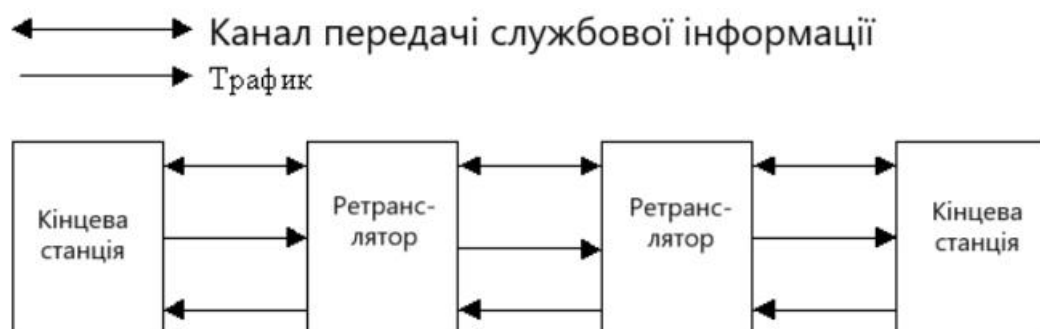 Канал передачі службової інформації
Трафик
Кінцева
станція
Ретранс-
лятор
Ретранс-
лятор
Кінцева
станція